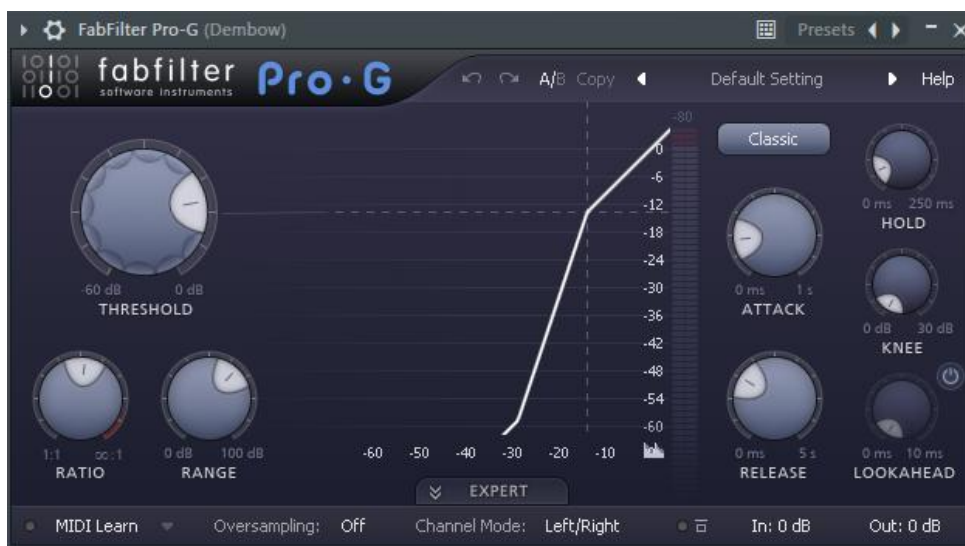 FabFilter Pro-G (Dembow) Presets
fabfilter
software instruments
Pro·G
A/B Copy Default Setting Help
-80
0
-6
-12
-18
-24
-30
-36
-42
-48
-54
-60
-60 -50 -40 -30 -20 -10
-60 dB 0 dB
THRESHOLD
1:1 ∞:1
RATIO
0 dB 100 dB
RANGE
Classic
0 ms 1 s
ATTACK
0 ms 5 s
RELEASE
0 ms 250 ms
HOLD
0 dB 30 dB
KNEE
0 ms 10 ms
LOOKAHEAD
EXPERT
MIDI Learn Oversampling: Off Channel Mode: Left/Right In: 0 dB Out: 0 dB